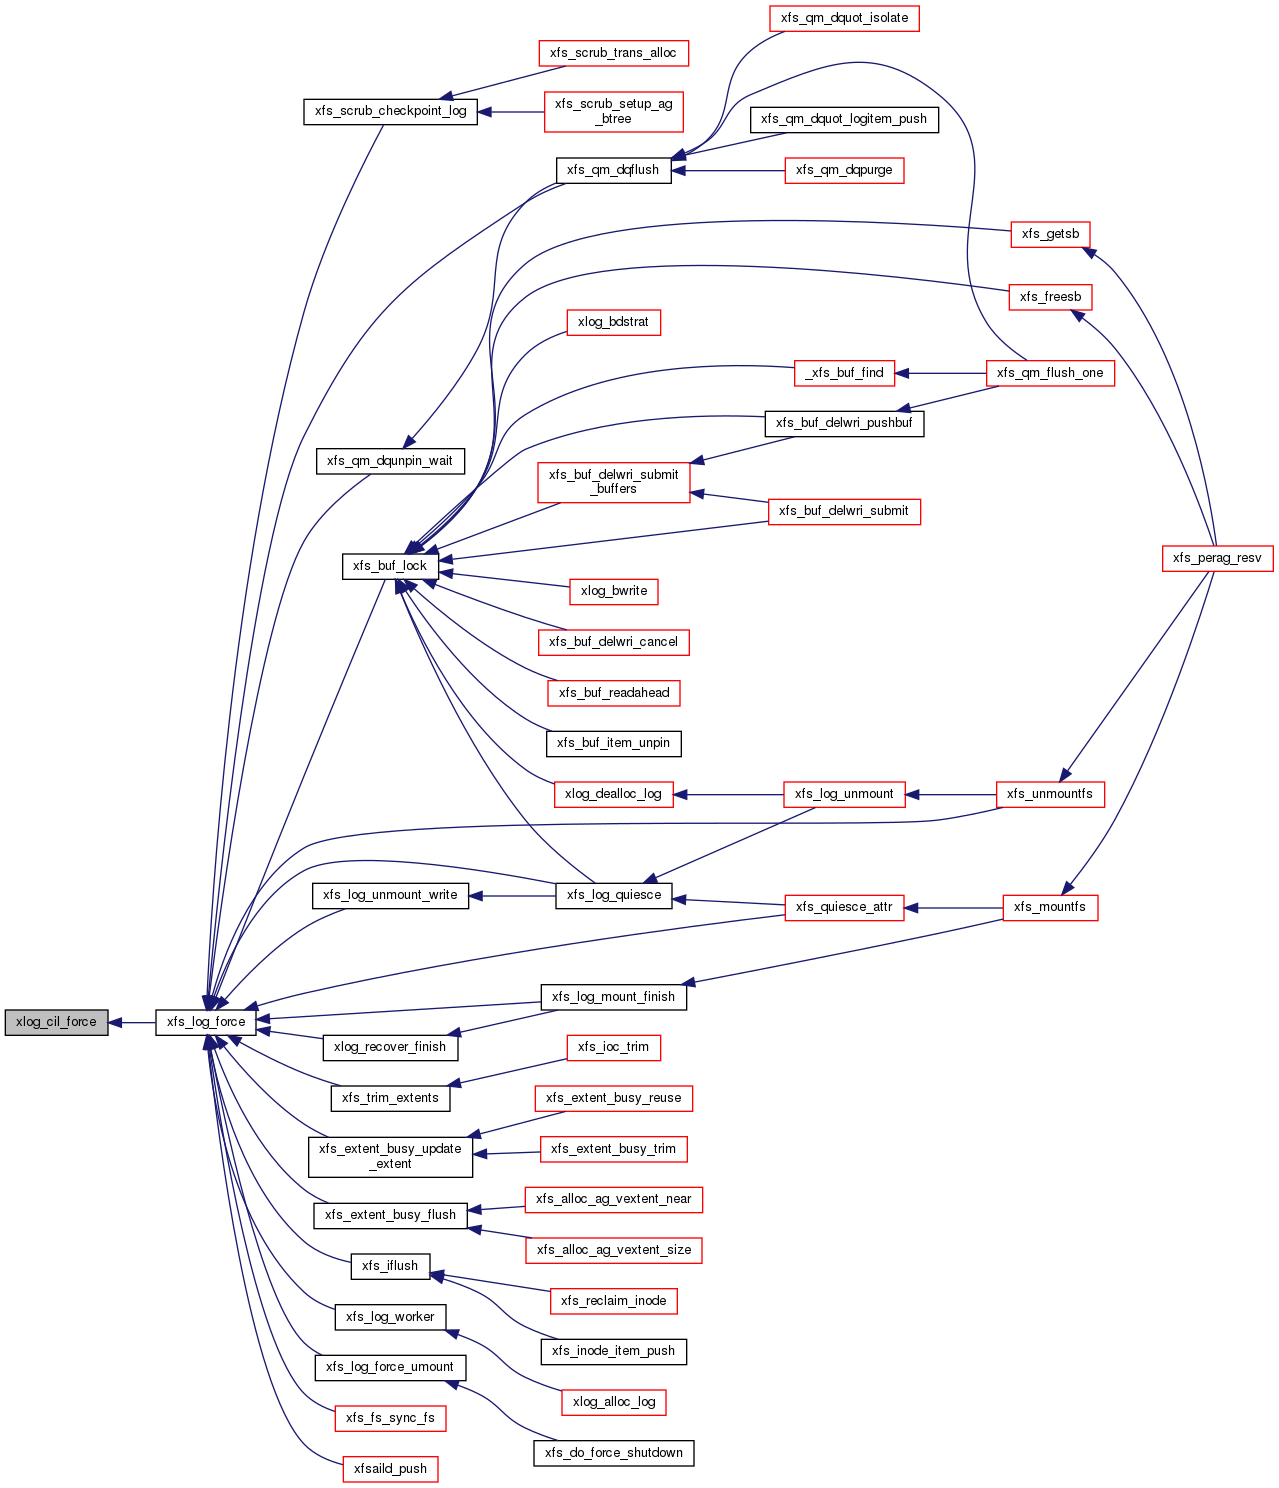 xfs_qm_dquot_isolate
xfs_scrub_trans_alloc
xfs_scrub_checkpoint_log
xfs_scrub_setup_ag
_btree
xfs_qm_dquot_logitem_push
xfs_qm_dqflush
xfs_qm_dqpurge
xfs_getsb
xfs_freesb
xlog_bdstrat
_xfs_buf_find
xfs_qm_flush_one
xfs_buf_delwri_pushbuf
xfs_qm_dqunpin_wait
xfs_buf_delwri_submit
_buffers
xfs_buf_delwri_submit
xfs_perag_resv
xfs_buf_lock
xlog_bwrite
xfs_buf_delwri_cancel
xfs_buf_readahead
xfs_buf_item_unpin
xlog_dealloc_log
xfs_log_unmount
xfs_unmountfs
xfs_log_unmount_write
xfs_log_quiesce
xfs_quiesce_attr
xfs_mountfs
xfs_log_mount_finish
xlog_cil_force
xfs_log_force
xlog_recover_finish
xfs_ioc_trim
xfs_trim_extents
xfs_extent_busy_reuse
xfs_extent_busy_update
_extent
xfs_extent_busy_trim
xfs_alloc_ag_vextent_near
xfs_extent_busy_flush
xfs_alloc_ag_vextent_size
xfs_iflush
xfs_reclaim_inode
xfs_log_worker
xfs_inode_item_push
xfs_log_force_umount
xlog_alloc_log
xfs_fs_sync_fs
xfs_do_force_shutdown
xfsaild_push